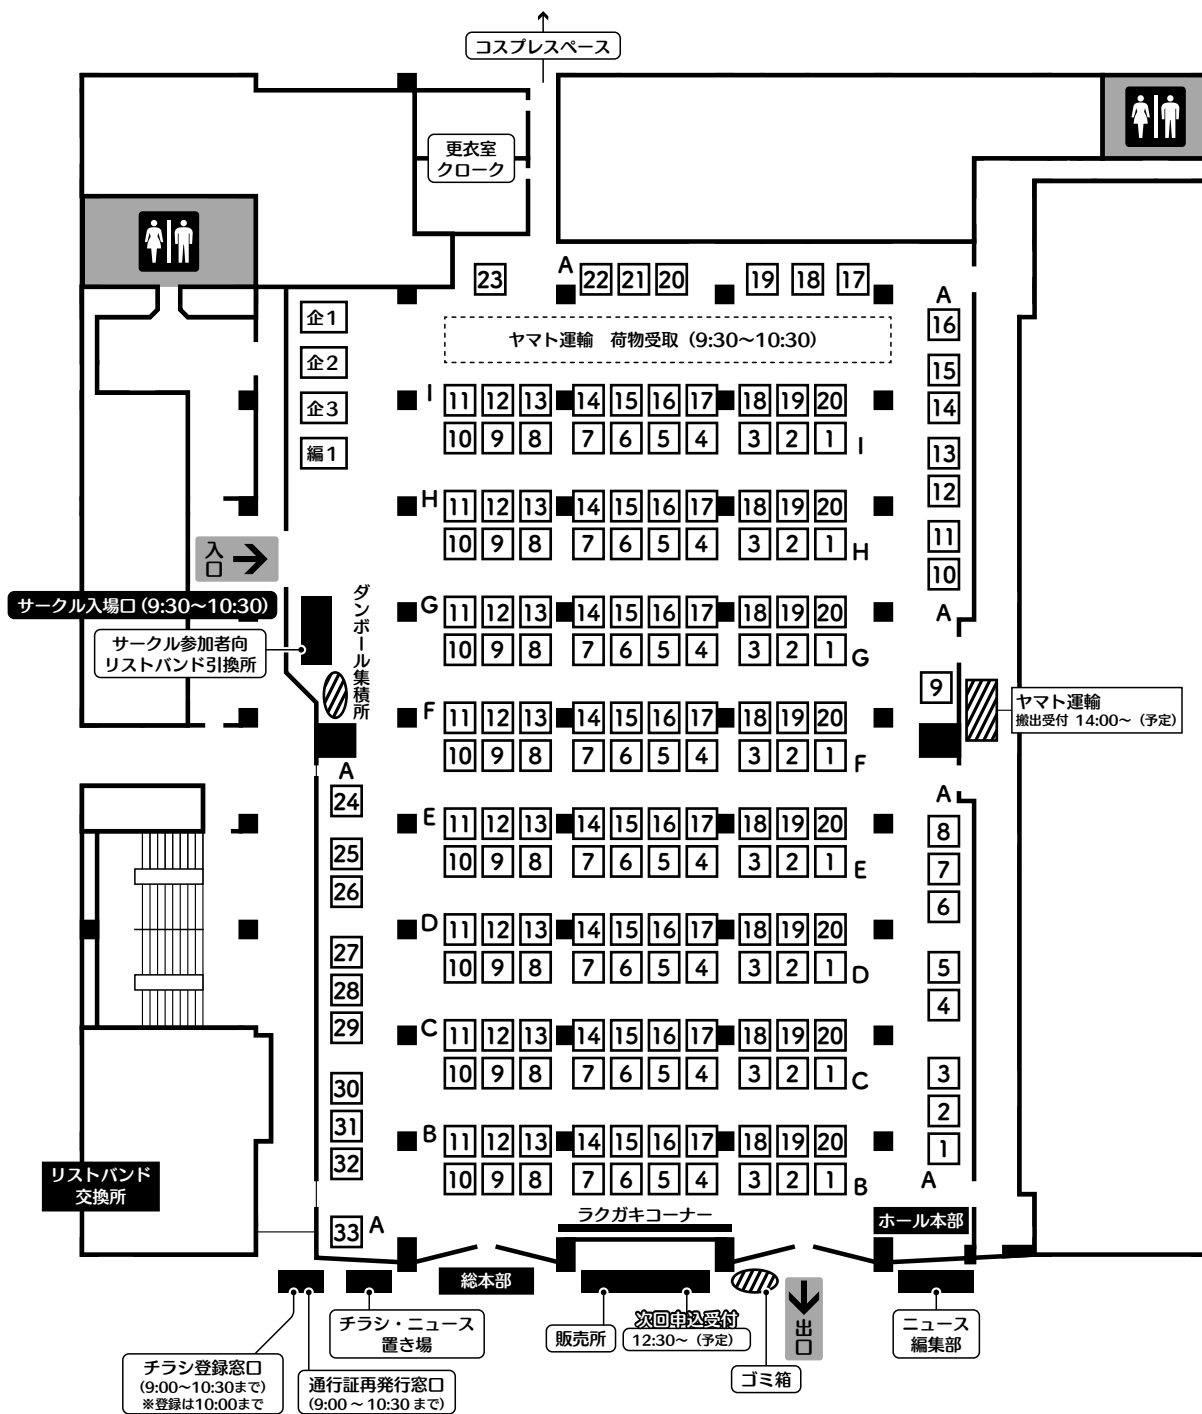 コスプレスペース
更衣室
クローク
23
A
22 21 20
19 18 17
ヤマト運輸　荷物受取（9:30〜10:30）
企1
企2
企3
編1
A
16
15
14
13
12
11
10
A
9
A
8
7
6
5
4
3
2
1
A
I 11 12 13 14 15 16 17 18 19 20
10 9 8 7 6 5 4 3 2 1 I
H 11 12 13 14 15 16 17 18 19 20
10 9 8 7 6 5 4 3 2 1 H
G 11 12 13 14 15 16 17 18 19 20
10 9 8 7 6 5 4 3 2 1 G
F 11 12 13 14 15 16 17 18 19 20
10 9 8 7 6 5 4 3 2 1 F
E 11 12 13 14 15 16 17 18 19 20
10 9 8 7 6 5 4 3 2 1 E
D 11 12 13 14 15 16 17 18 19 20
10 9 8 7 6 5 4 3 2 1 D
C 11 12 13 14 15 16 17 18 19 20
10 9 8 7 6 5 4 3 2 1 C
B 11 12 13 14 15 16 17 18 19 20
10 9 8 7 6 5 4 3 2 1 B
入口
サークル入場口（9:30〜10:30）
サークル参加者向
リストバンド引換所
ダンボール集積所
ヤマト運輸
搬出受付 14:00〜（予定）
A
24
25
26
27
28
29
30
31
32
33 A
リストバンド
交換所
ラクガキコーナー
ホール本部
総本部
チラシ・ニュース
置き場
販売所
次回申込受付
12:30〜（予定）
出口
ゴミ箱
ニュース
編集部
チラシ登録窓口
（9:00〜10:30まで）
※登録は10:00まで
通行証再発行窓口
（9:00 〜 10:30 まで）